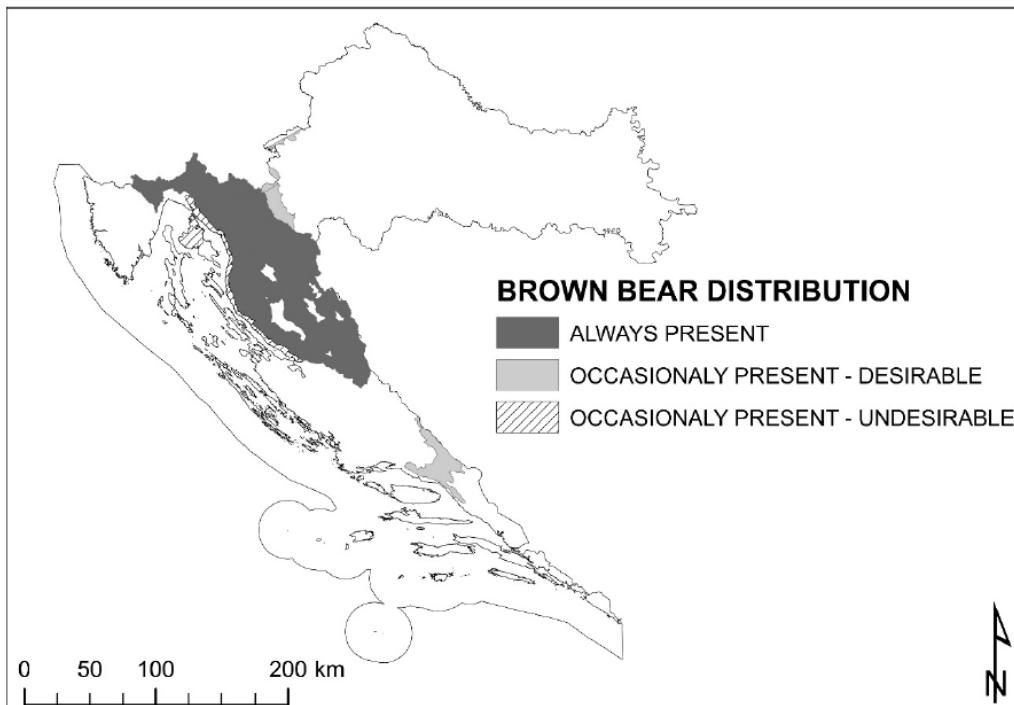 BROWN BEAR DISTRIBUTION
ALWAYS PRESENT
OCCASIONALY PRESENT - DESIRABLE
OCCASIONALY PRESENT - UNDESIRABLE
0 50 100 200 km
N